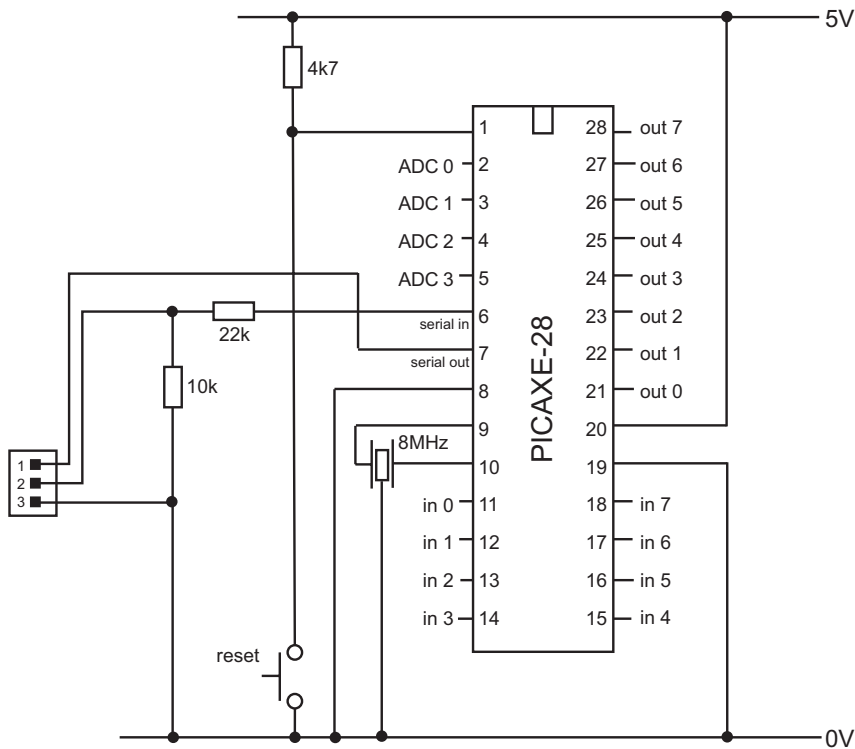 5V
4k7
1 28 out 7
ADC 0 2 27 out 6
ADC 1 3 26 out 5
ADC 2 4 25 out 4
ADC 3 5 24 out 3
serial in 6 23 out 2
22k
serial out 7 22 out 1
10k
8 21 out 0
9 20
8MHz
10 19
PICAXE-28
1
2
3
in 0 11 18 in 7
in 1 12 17 in 6
in 2 13 16 in 5
in 3 14 15 in 4
reset
0V